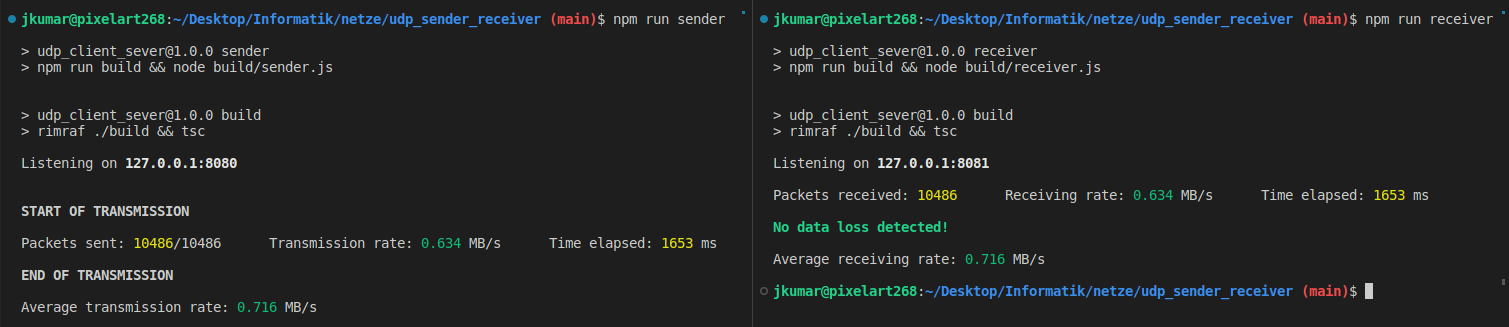 jkumar@pixelart268:~/Desktop/Informatik/netze/udp_sender_receiver (main)$ npm run sender
> udp_client_sever@1.0.0 sender
> npm run build && node build/sender.js
> udp_client_sever@1.0.0 build
> rimraf ./build && tsc
Listening on 127.0.0.1:8080
START OF TRANSMISSION
Packets sent: 10486/10486 Transmission rate: 0.634 MB/s Time elapsed: 1653 ms
END OF TRANSMISSION
Average transmission rate: 0.716 MB/s
jkumar@pixelart268:~/Desktop/Informatik/netze/udp_sender_receiver (main)$ npm run receiver
> udp_client_sever@1.0.0 receiver
> npm run build && node build/receiver.js
> udp_client_sever@1.0.0 build
> rimraf ./build && tsc
Listening on 127.0.0.1:8081
Packets received: 10486 Receiving rate: 0.634 MB/s Time elapsed: 1653 ms
No data loss detected!
Average receiving rate: 0.716 MB/s
jkumar@pixelart268:~/Desktop/Informatik/netze/udp_sender_receiver (main)$